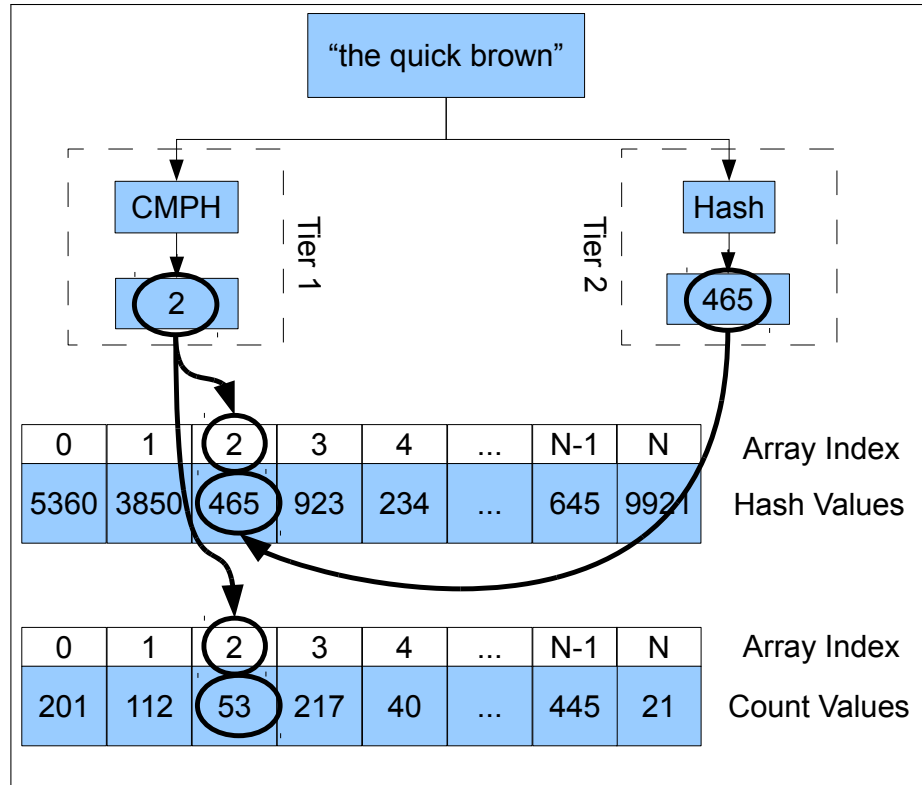 “the quick brown”
CMPH
Hash
Tier 1
Tier 2
2
465
0 1 2 3 4 ... N-1 N Array Index
5360 3850 465 923 234 ... 645 9921 Hash Values
0 1 2 3 4 ... N-1 N Array Index
201 112 53 217 40 ... 445 21 Count Values